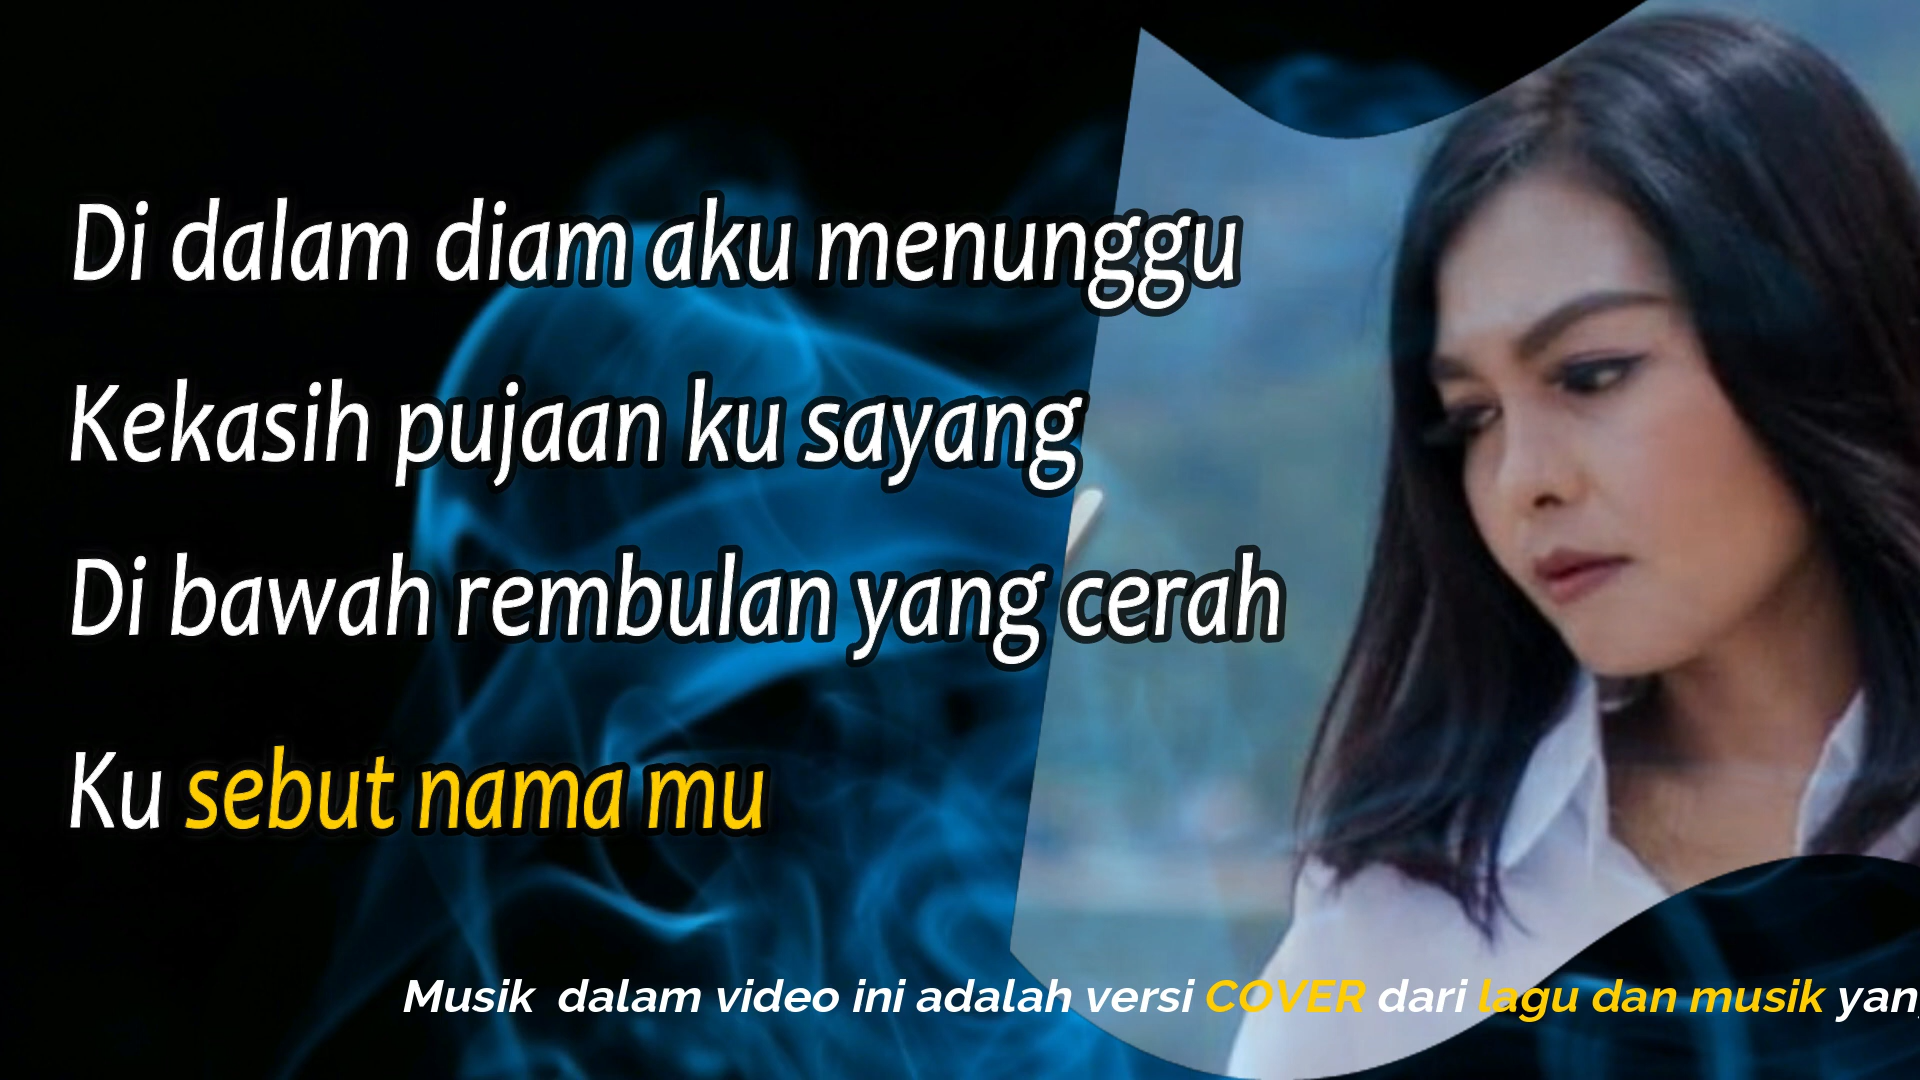 Di dalam diam aku menunggu
Kekasih pujaan ku sayang
Di bawah rembulan yang cerah
Ku sebut nama mu
Musik dalam video ini adalah versi COVER dari lagu dan musik